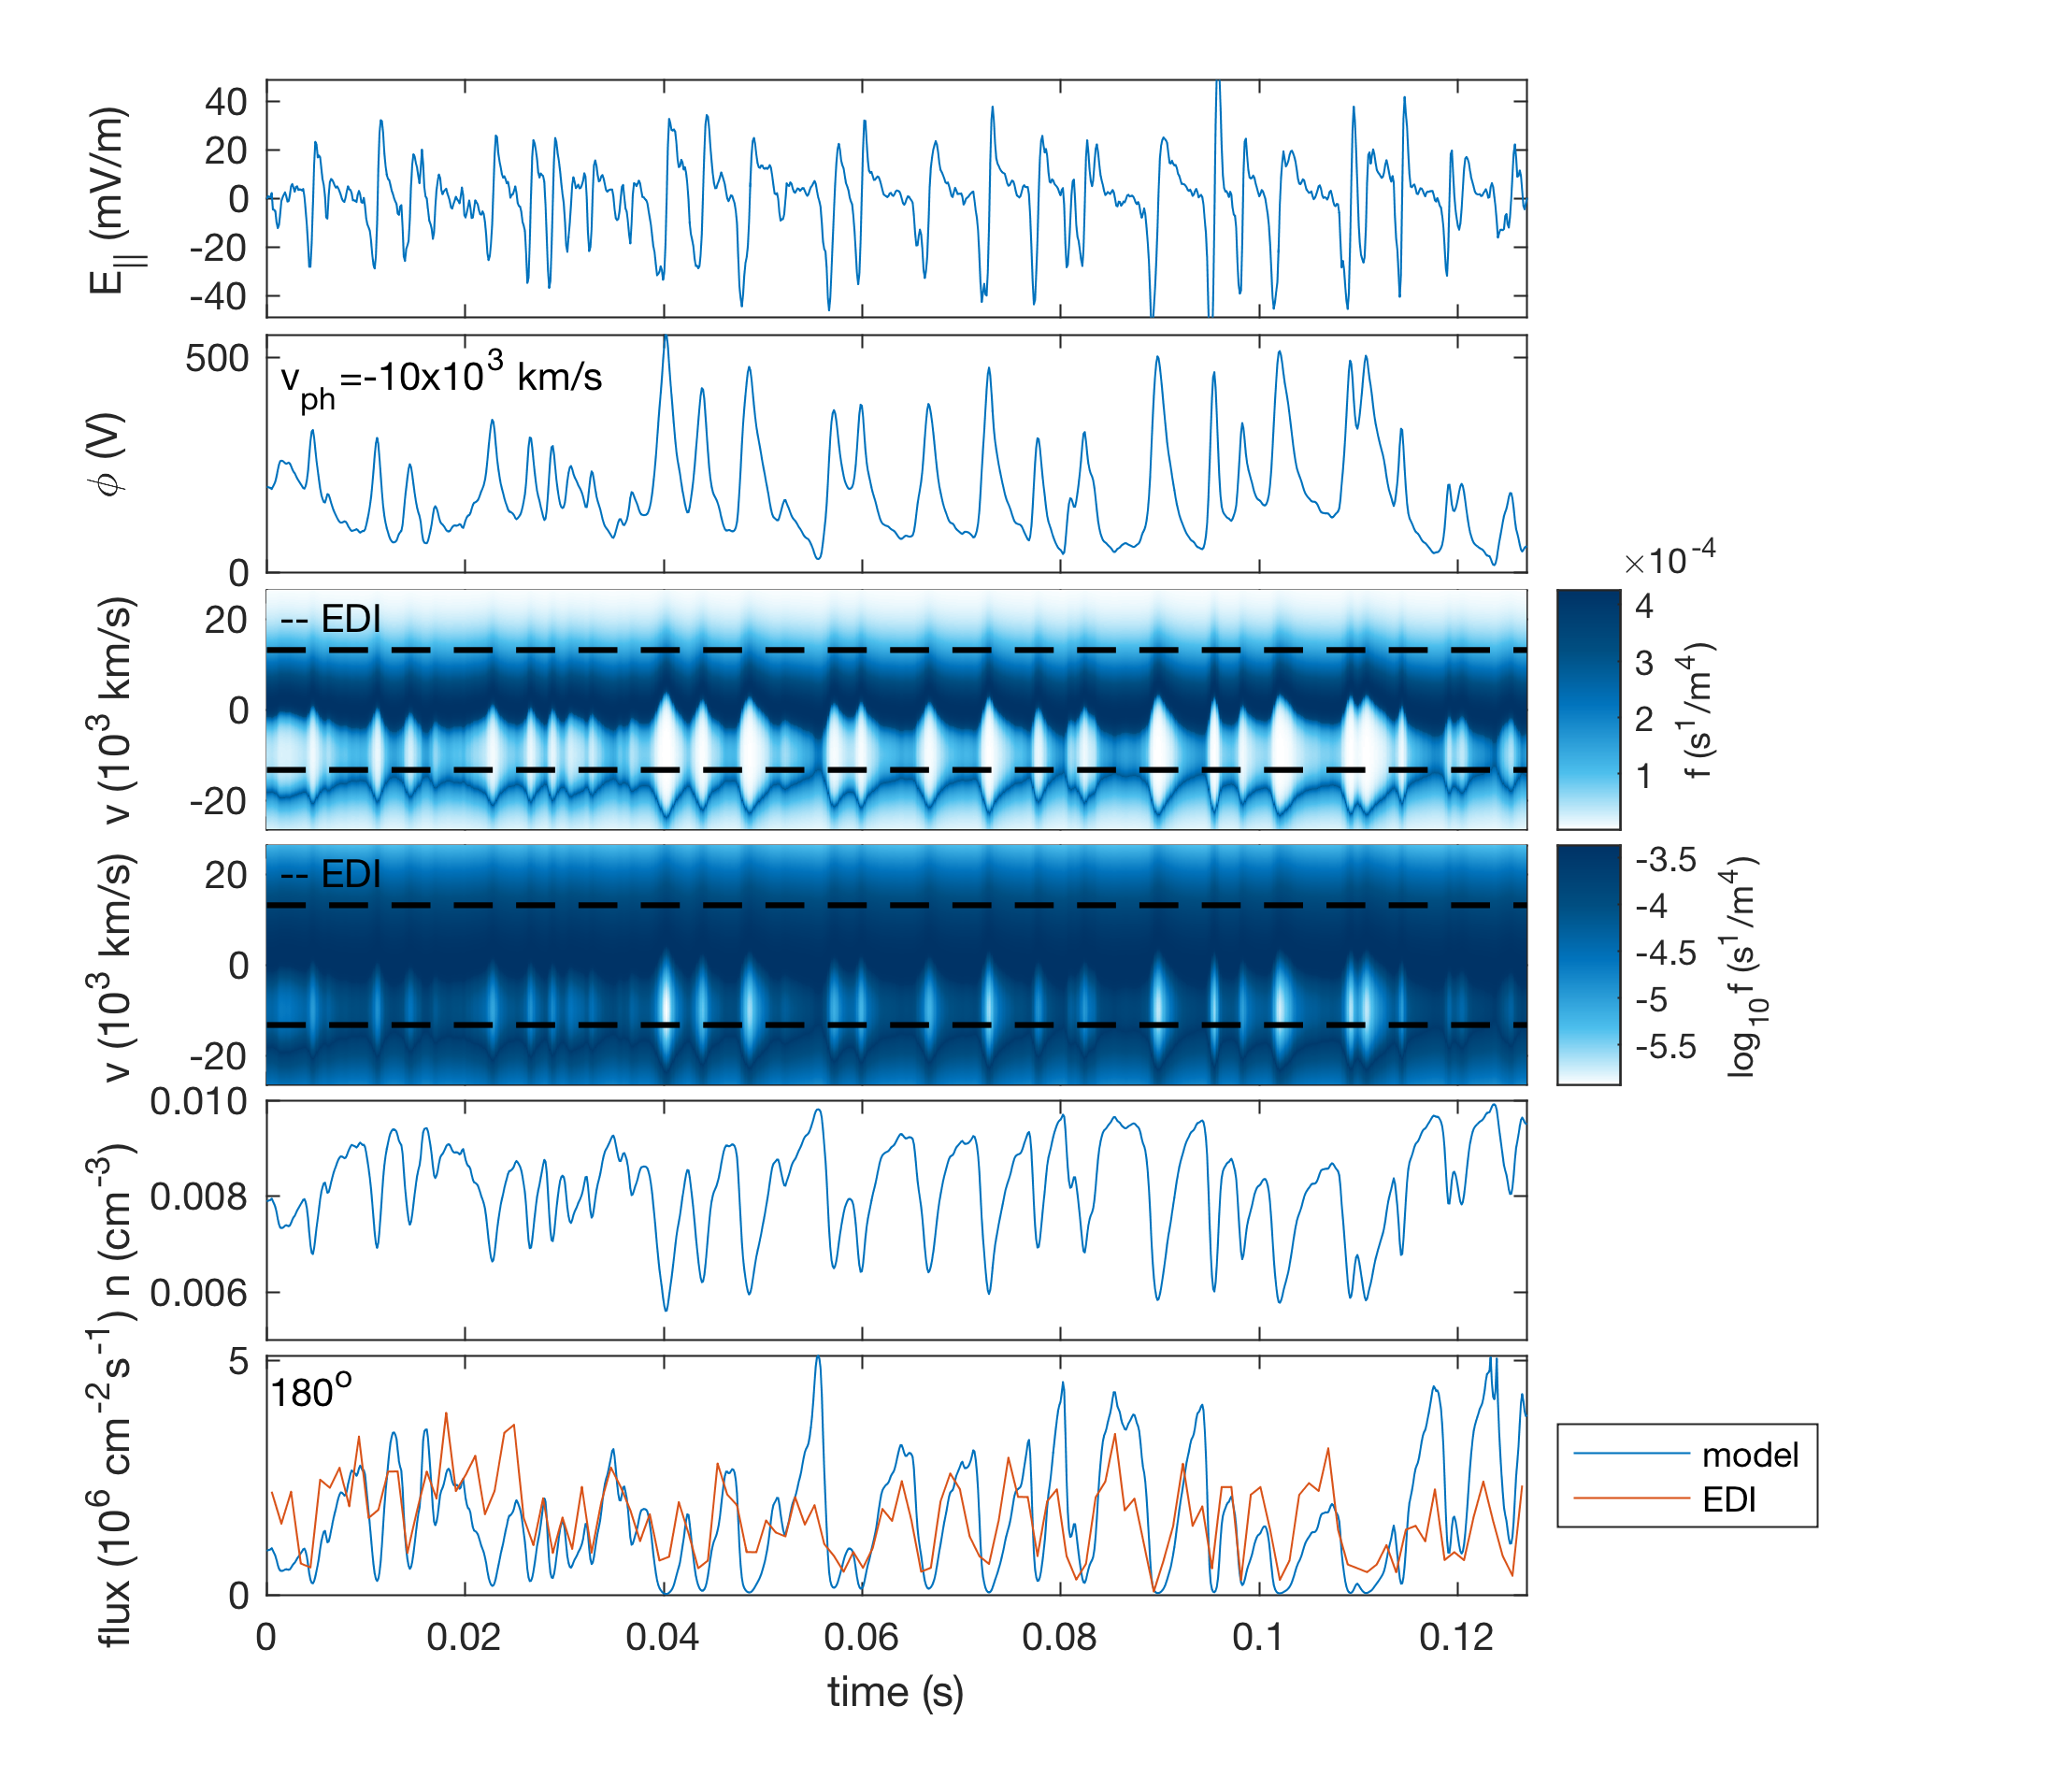 E|| (mV/m)
40
20
0
-20
-40
ϕ (V)
500
0
vph=-10x10³ km/s
×10⁻⁴
v (10³ km/s)
20
0
-20
-- EDI
4
3
2
1
f (s¹/m⁴)
v (10³ km/s)
20
0
-20
-- EDI
-3.5
-4
-4.5
-5
-5.5
log₁₀f (s¹/m⁴)
n (cm⁻³)
0.010
0.008
0.006
flux (10⁶ cm⁻²s⁻¹)
5
0
180º
model
EDI
0 0.02 0.04 0.06 0.08 0.1 0.12
time (s)